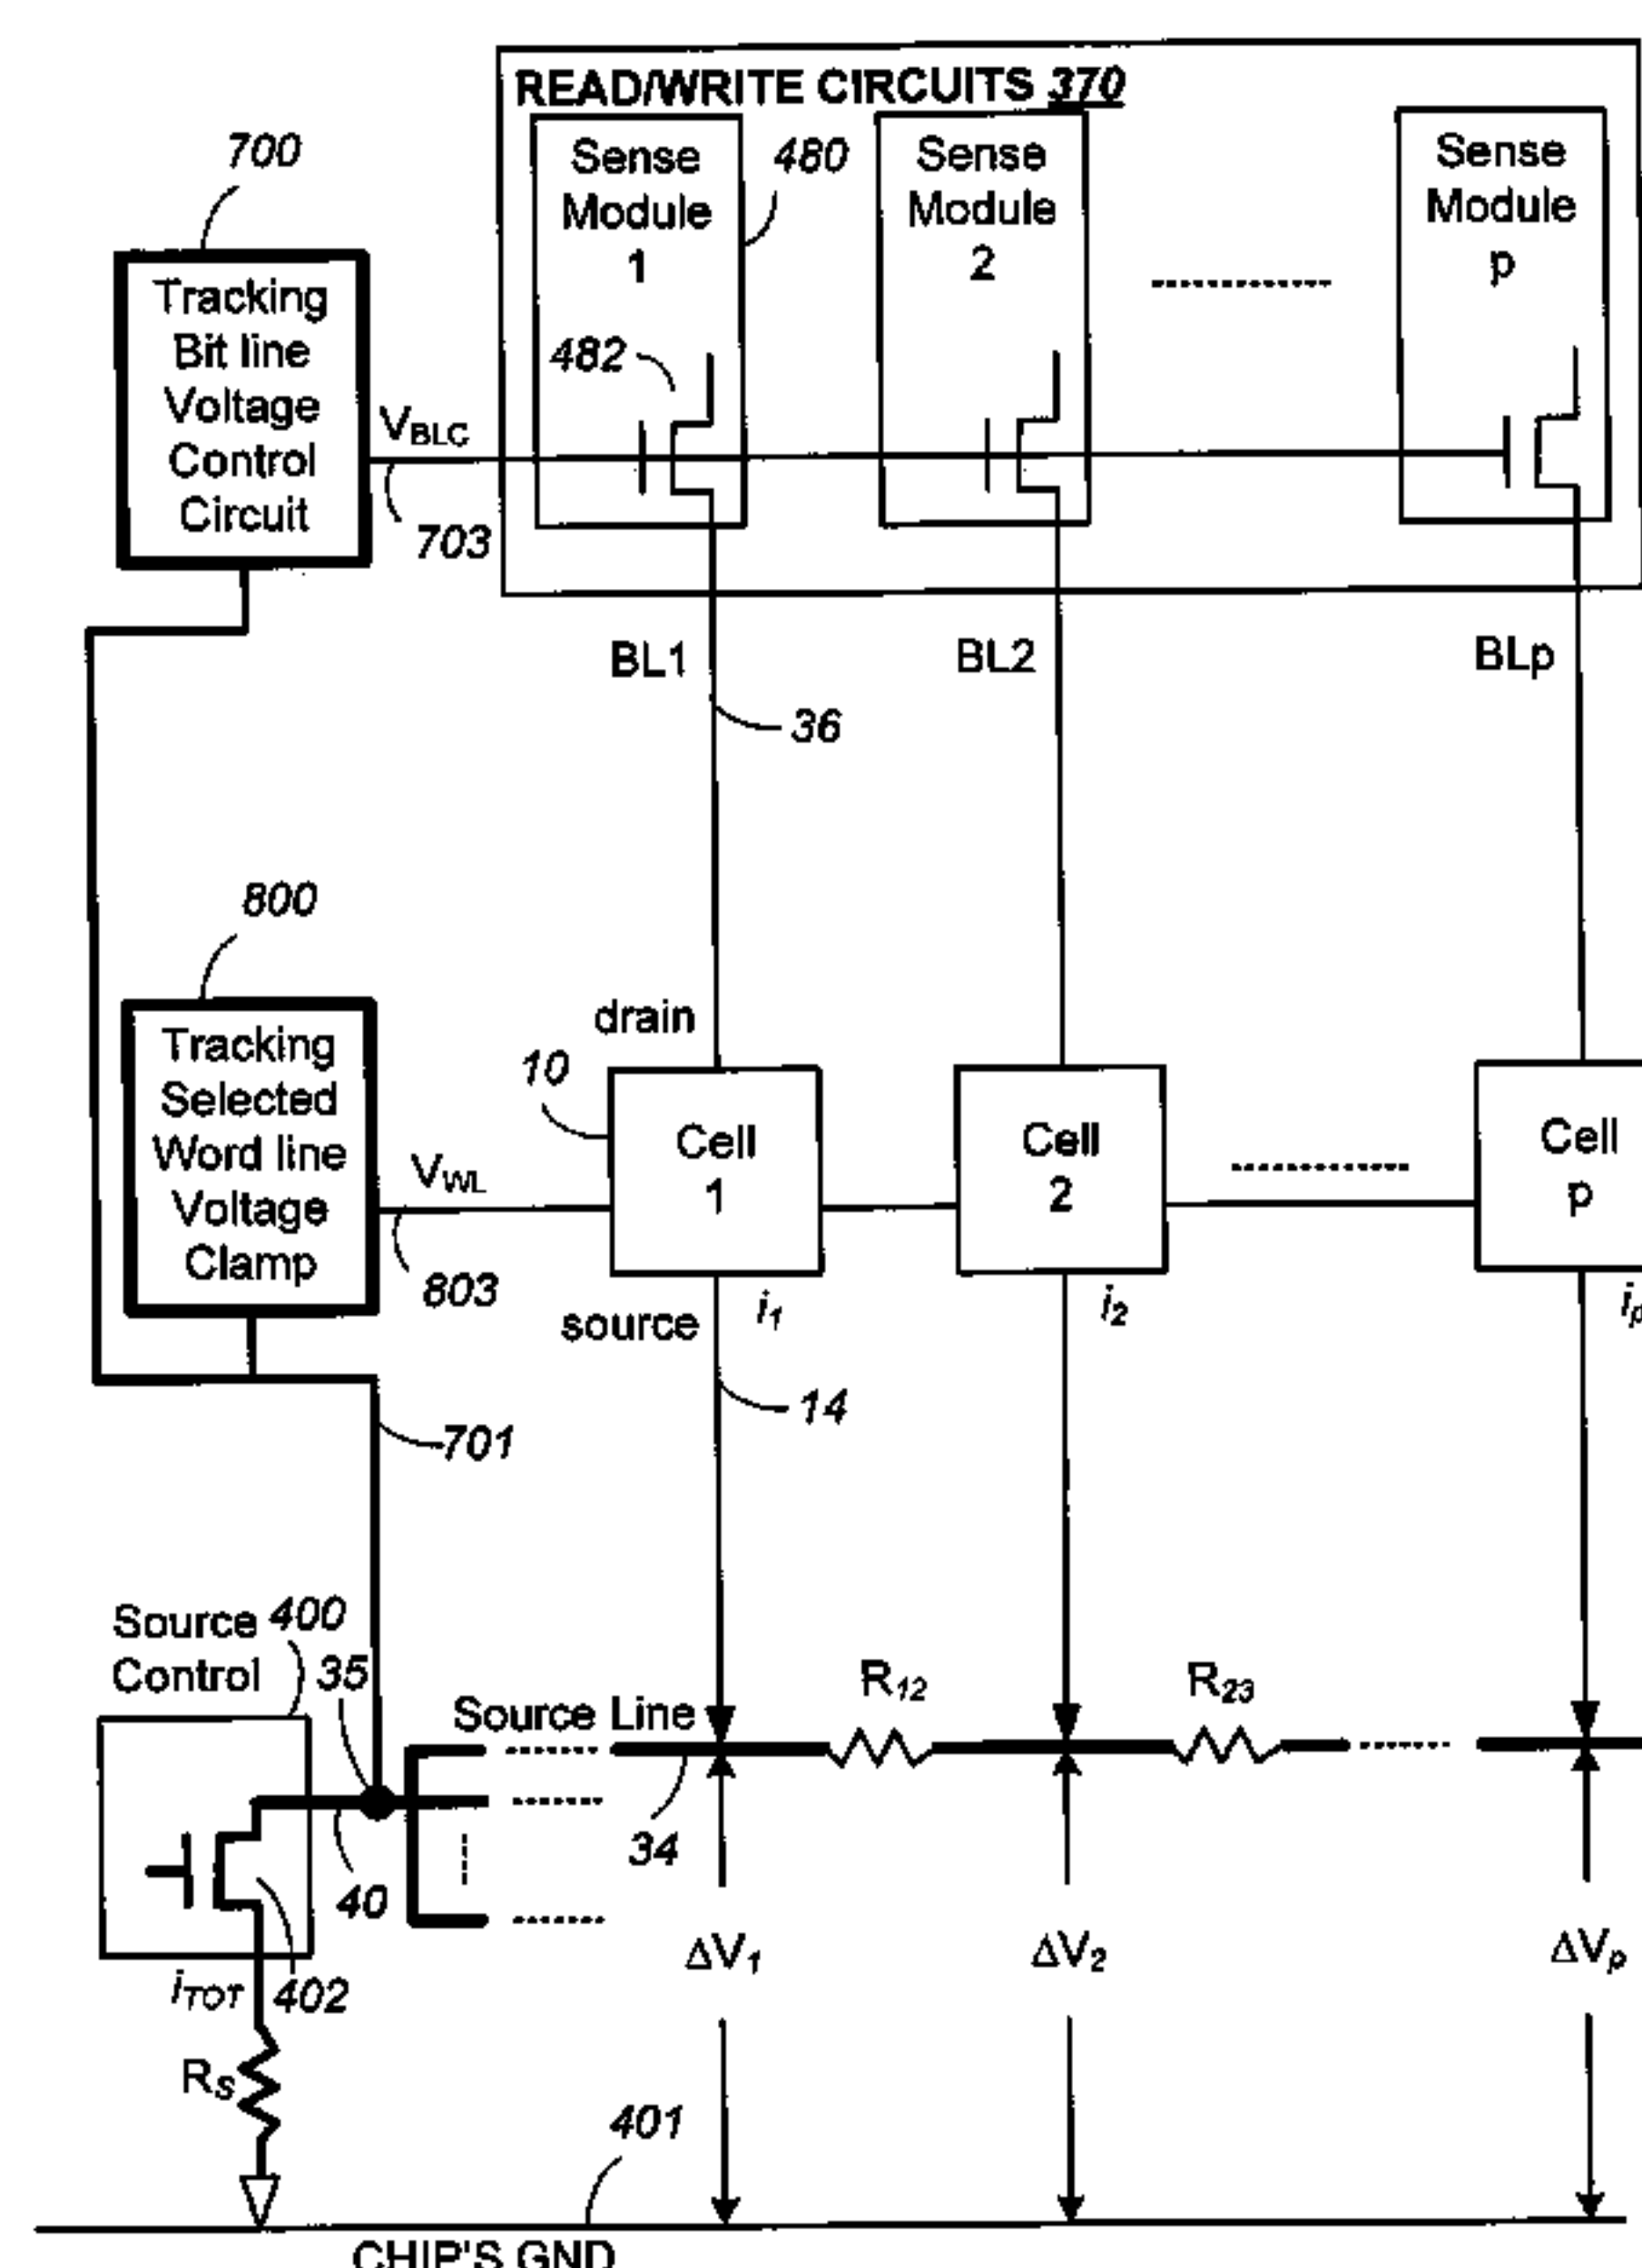 READ/WRITE CIRCUITS 370
700
Sense
Module
1
480
Sense
Module
2
Sense
Module
p
482
Tracking
Bit line
Voltage
Control
Circuit
VBLC
703
BL1
BL2
BLp
36
800
Tracking
Selected
Word line
Voltage
Clamp
drain
10
Cell
1
Cell
2
Cell
p
VWL
803
source
i1
i2
ip
14
701
Source
Control
400
35
Source Line
R12
R23
34
40
iTOT
402
ΔV1
ΔV2
ΔVp
RS
401
CHIP'S GND